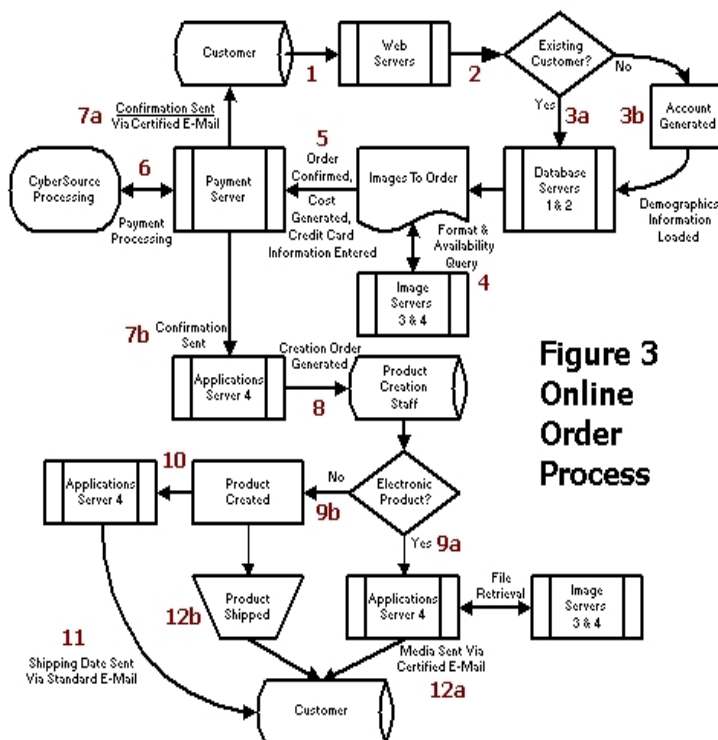 Customer
1
Web
Servers
2
Existing
Customer?
No
Yes
3a
3b
Account
Generated
7a
Confirmation Sent
Via Certified E-Mail
CyberSource
Processing
6
Payment
Processing
Payment
Server
5
Order
Confirmed,
Cost
Generated,
Credit Card
Information Entered
Images To Order
Database
Servers
1 & 2
Demographics
Information
Loaded
Format &
Availability
Query
4
Image
Servers
3 & 4
7b
Confirmation
Sent
Applications
Server 4
Creation Order
Generated
8
Product
Creation
Staff
Figure 3
Online
Order
Process
Applications
Server 4
10
Product
Created
No
9b
Electronic
Product?
Yes
9a
Product
Shipped
12b
Applications
Server 4
File
Retrieval
Image
Servers
3 & 4
11
Shipping Date Sent
Via Standard E-Mail
Media Sent Via
Certified E-Mail
12a
Customer